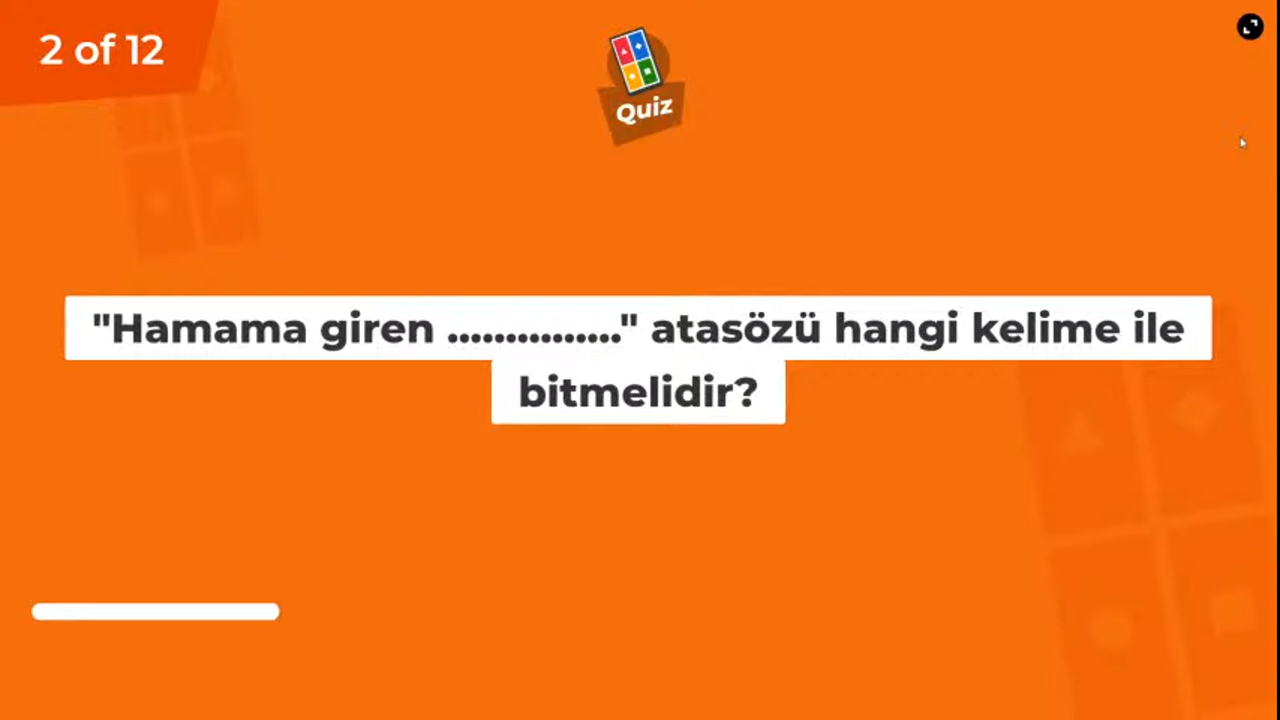 2 of 12
Quiz
"Hamama giren ..............." atasözü hangi kelime ile
bitmelidir?